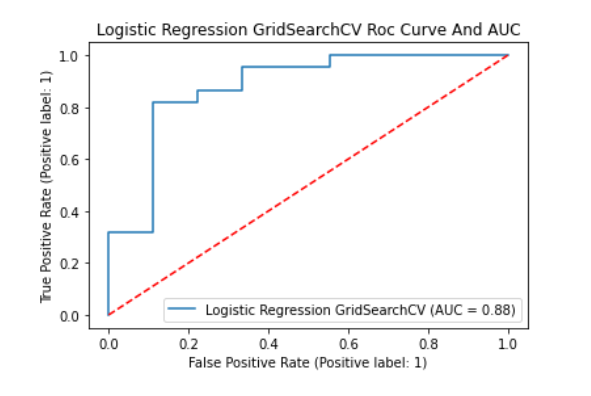 Logistic Regression GridSearchCV Roc Curve And AUC
True Positive Rate (Positive label: 1)
1.0
0.8
0.6
0.4
0.2
0.0
Logistic Regression GridSearchCV (AUC = 0.88)
0.0 0.2 0.4 0.6 0.8 1.0
False Positive Rate (Positive label: 1)